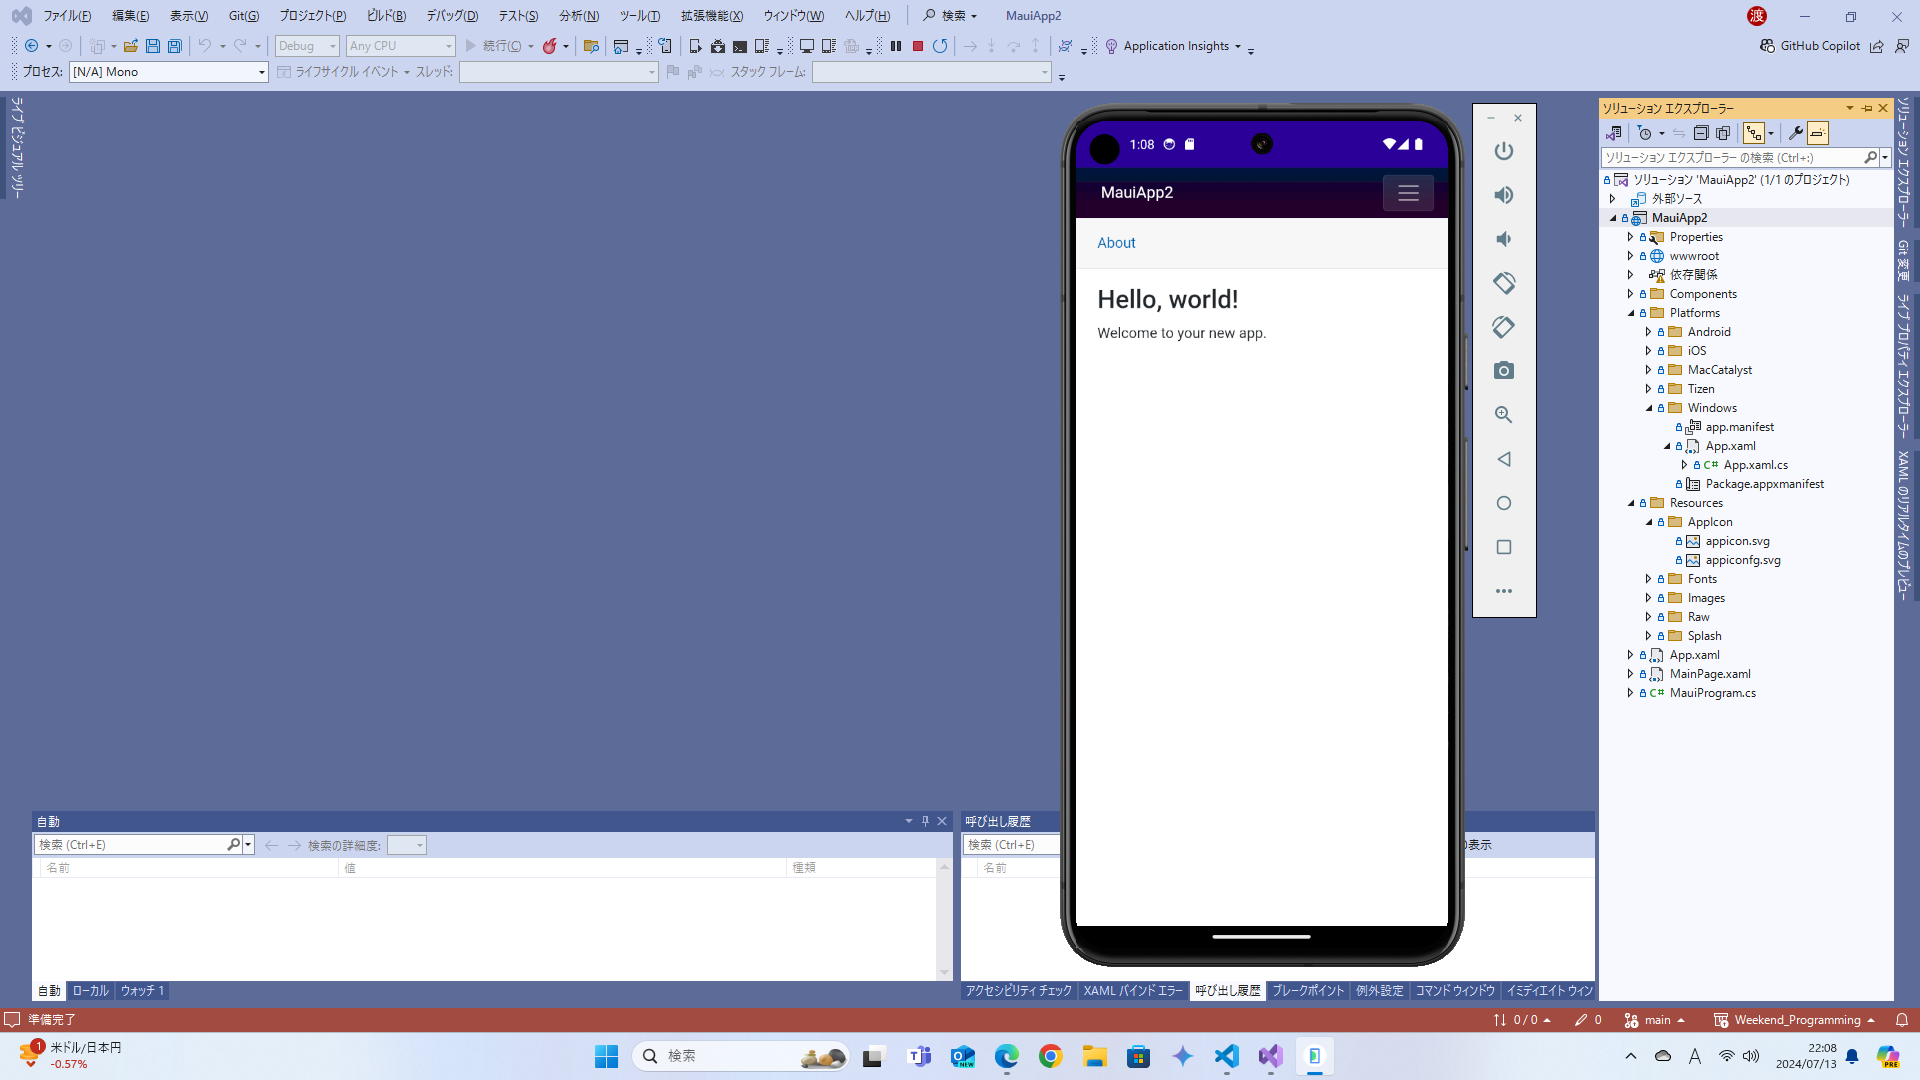 ファイル(F) 編集(E) 表示(V) Git(G) プロジェクト(P) ビルド(B) デバッグ(D) テスト(S) 分析(N) ツール(T) 拡張機能(X) ウィンドウ(W) ヘルプ(H) 検索 MauiApp2 渡
Debug Any CPU 続行(C) Application Insights GitHub Copilot
プロセス: [N/A] Mono ライフサイクル イベント スレッド: スタック フレーム:
ライブ ビジュアル ツリー
1:08
MauiApp2
About
Hello, world!
Welcome to your new app.
ソリューション エクスプローラー
ソリューション エクスプローラー の検索 (Ctrl+:)
ソリューション 'MauiApp2' (1/1 のプロジェクト)
外部ソース
MauiApp2
Properties
wwwroot
依存関係
Components
Platforms
Android
iOS
MacCatalyst
Tizen
Windows
app.manifest
App.xaml
C# App.xaml.cs
Package.appxmanifest
Resources
AppIcon
appicon.svg
appiconfg.svg
Fonts
Images
Raw
Splash
App.xaml
MainPage.xaml
C# MauiProgram.cs
ソリューション エクスプローラー
Git 変更
ライブ プロパティ エクスプローラー
XAML のリアルタイムのプレビュー
自動
検索 (Ctrl+E) 検索の詳細度:
名前 値 種類
自動 ローカル ウォッチ 1
呼び出し履歴
検索 (Ctrl+E) の表示
名前
アクセシビリティ チェック XAML バインド エラー 呼び出し履歴 ブレークポイント 例外設定 コマンド ウィンドウ イミディエイト ウィン
準備完了 0 / 0 0 main Weekend_Programming
1 米ドル/日本円
-0.57%
検索
NEW
A
22:08
2024/07/13
PRE